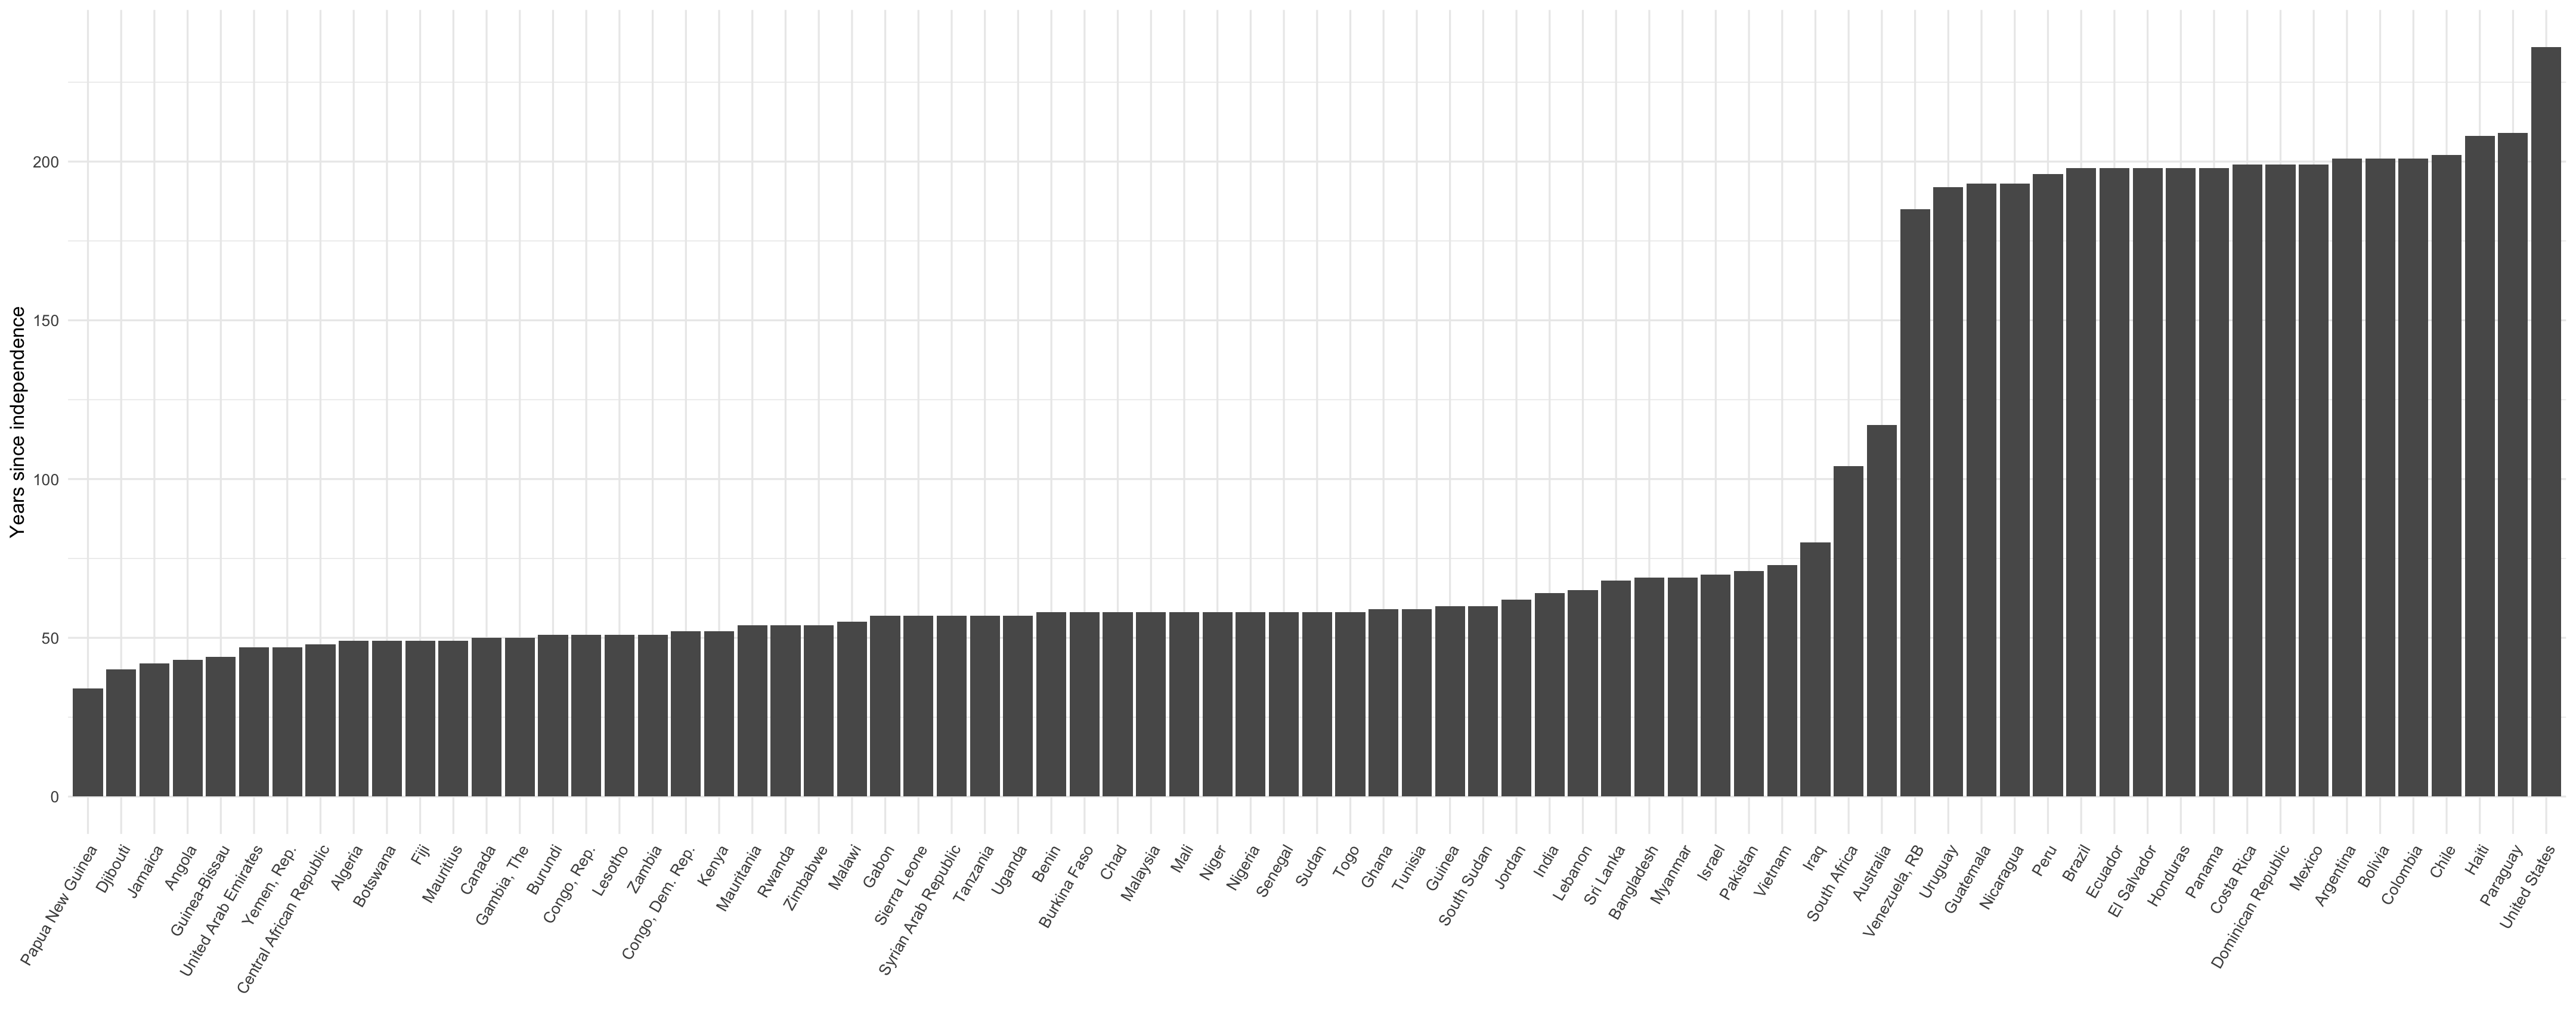 Years since independence
200
150
100
50
0
Papua New Guinea
Djibouti
Jamaica
Angola
Guinea-Bissau
United Arab Emirates
Yemen, Rep.
Central African Republic
Algeria
Botswana
Fiji
Mauritius
Canada
Gambia, The
Burundi
Congo, Rep.
Lesotho
Zambia
Congo, Dem. Rep.
Kenya
Mauritania
Rwanda
Zimbabwe
Malawi
Gabon
Sierra Leone
Syrian Arab Republic
Tanzania
Uganda
Benin
Burkina Faso
Chad
Malaysia
Mali
Niger
Nigeria
Senegal
Sudan
Togo
Ghana
Tunisia
Guinea
South Sudan
Jordan
India
Lebanon
Sri Lanka
Bangladesh
Myanmar
Israel
Pakistan
Vietnam
Iraq
South Africa
Australia
Venezuela, RB
Uruguay
Guatemala
Nicaragua
Peru
Brazil
Ecuador
El Salvador
Honduras
Panama
Costa Rica
Dominican Republic
Mexico
Argentina
Bolivia
Colombia
Chile
Haiti
Paraguay
United States